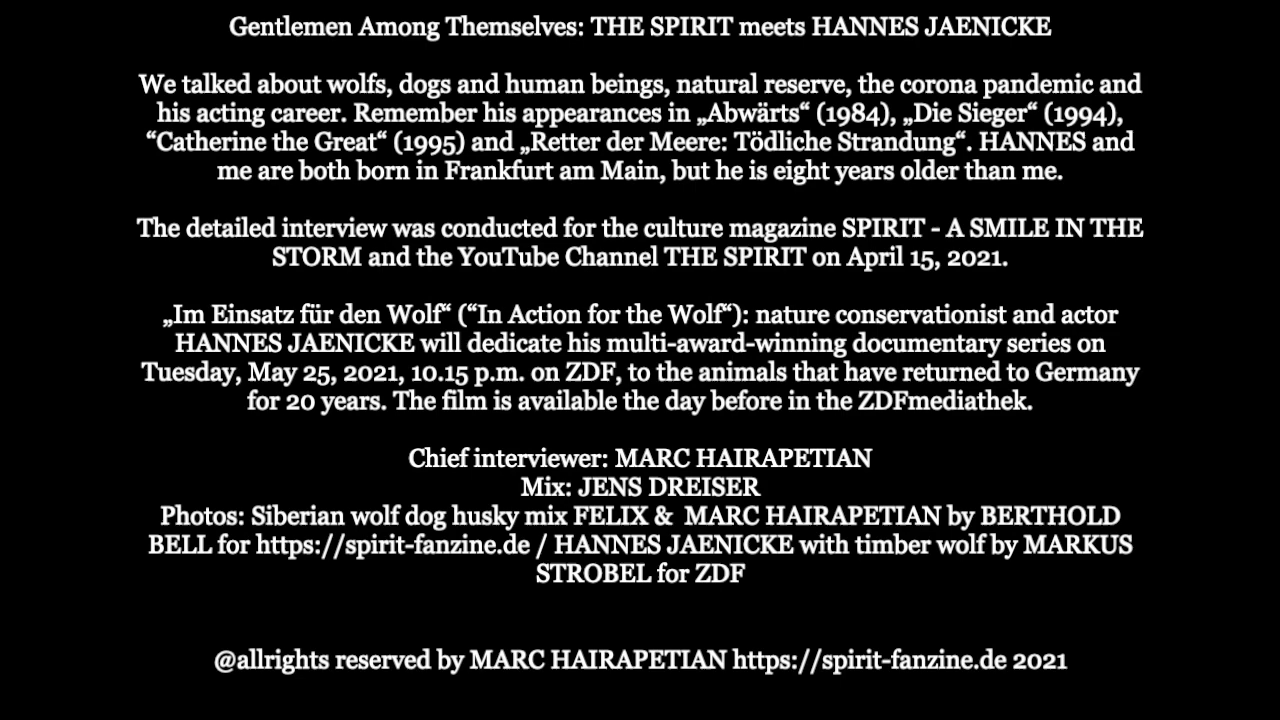 Gentlemen Among Themselves: THE SPIRIT meets HANNES JAENICKE
We talked about wolfs, dogs and human beings, natural reserve, the corona pandemic and
his acting career. Remember his appearances in „Abwärts“ (1984), „Die Sieger“ (1994),
“Catherine the Great“ (1995) and „Retter der Meere: Tödliche Strandung“. HANNES and
me are both born in Frankfurt am Main, but he is eight years older than me.
The detailed interview was conducted for the culture magazine SPIRIT - A SMILE IN THE
STORM and the YouTube Channel THE SPIRIT on April 15, 2021.
„Im Einsatz für den Wolf“ (“In Action for the Wolf“): nature conservationist and actor
HANNES JAENICKE will dedicate his multi-award-winning documentary series on
Tuesday, May 25, 2021, 10.15 p.m. on ZDF, to the animals that have returned to Germany
for 20 years. The film is available the day before in the ZDFmediathek.
Chief interviewer: MARC HAIRAPETIAN
Mix: JENS DREISER
Photos: Siberian wolf dog husky mix FELIX &  MARC HAIRAPETIAN by BERTHOLD
BELL for https://spirit-fanzine.de / HANNES JAENICKE with timber wolf by MARKUS
STROBEL for ZDF
@allrights reserved by MARC HAIRAPETIAN https://spirit-fanzine.de 2021